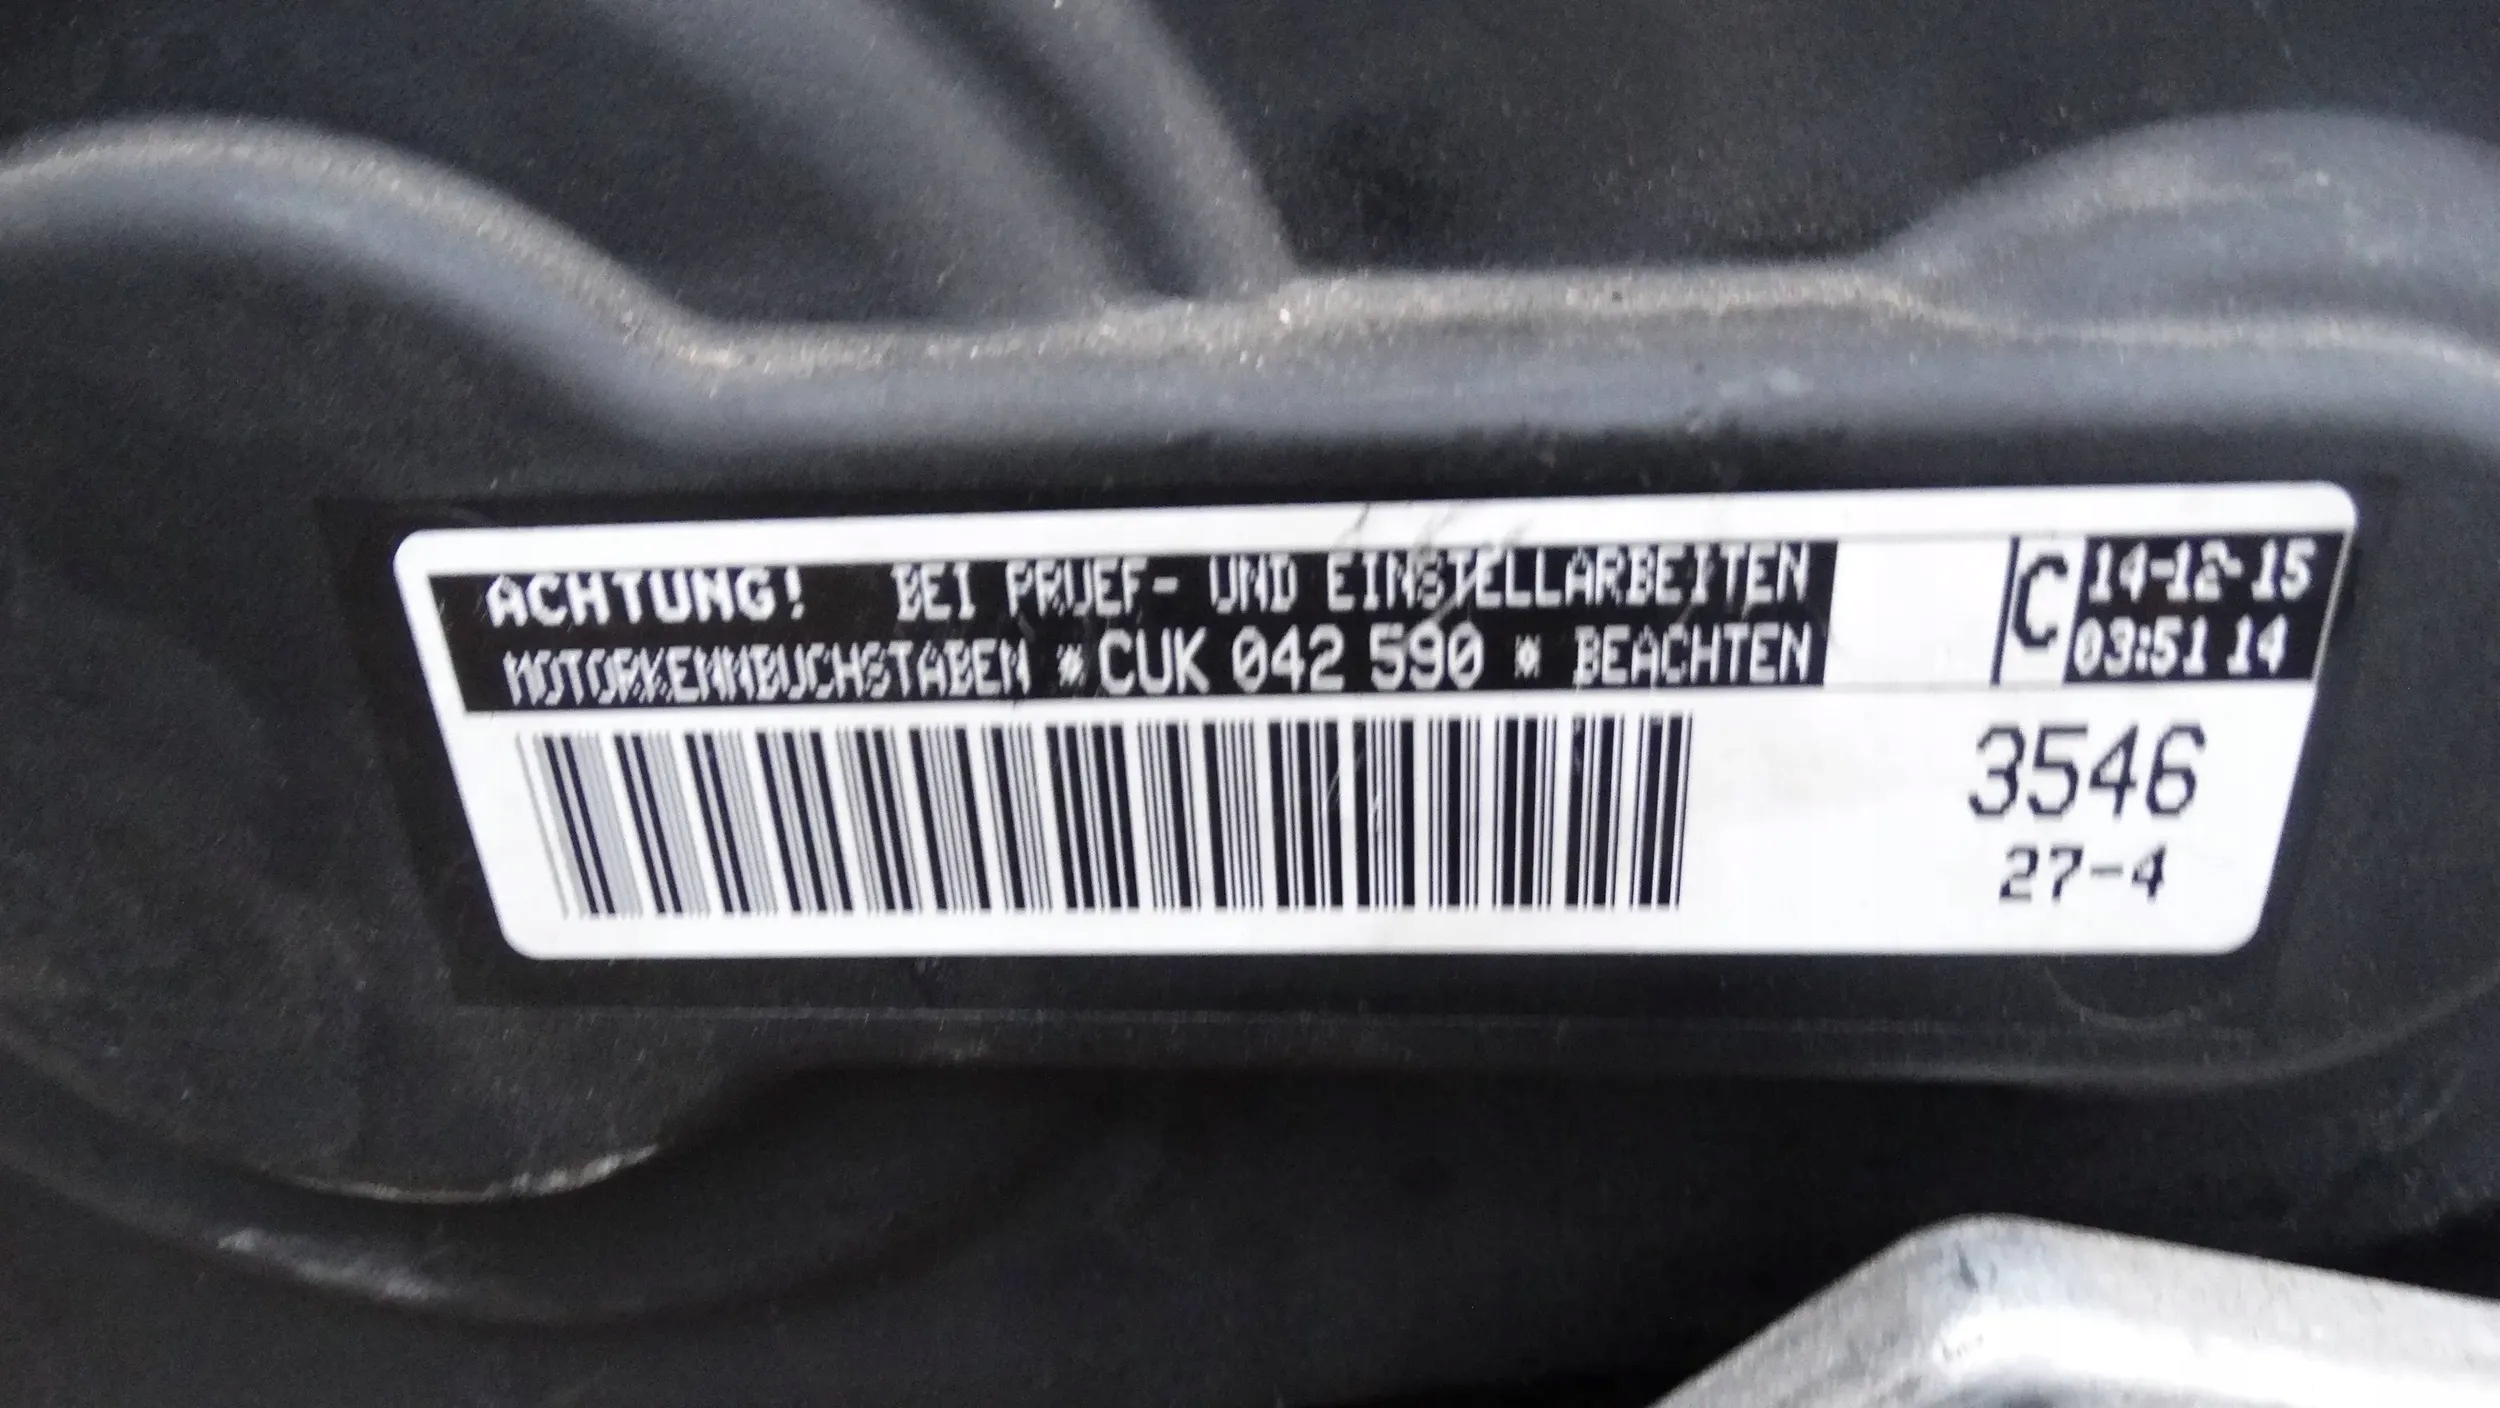 ACHTUNG! BEI PRUEF- UND EINSTELLARBEITEN
MOTORKENNBUCHSTABEN * CUK 042 590 * BEACHTEN
C
14-12-15
03:51 14
3546
27-4